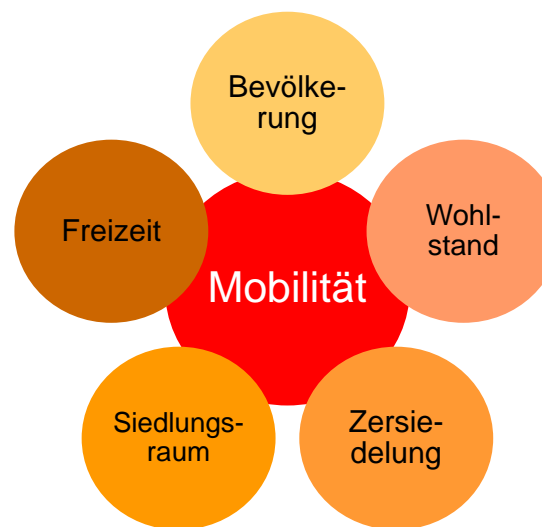 Bevölke-
rung
Freizeit
Wohl-
stand
Mobilität
Siedlungs-
raum
Zersie-
delung